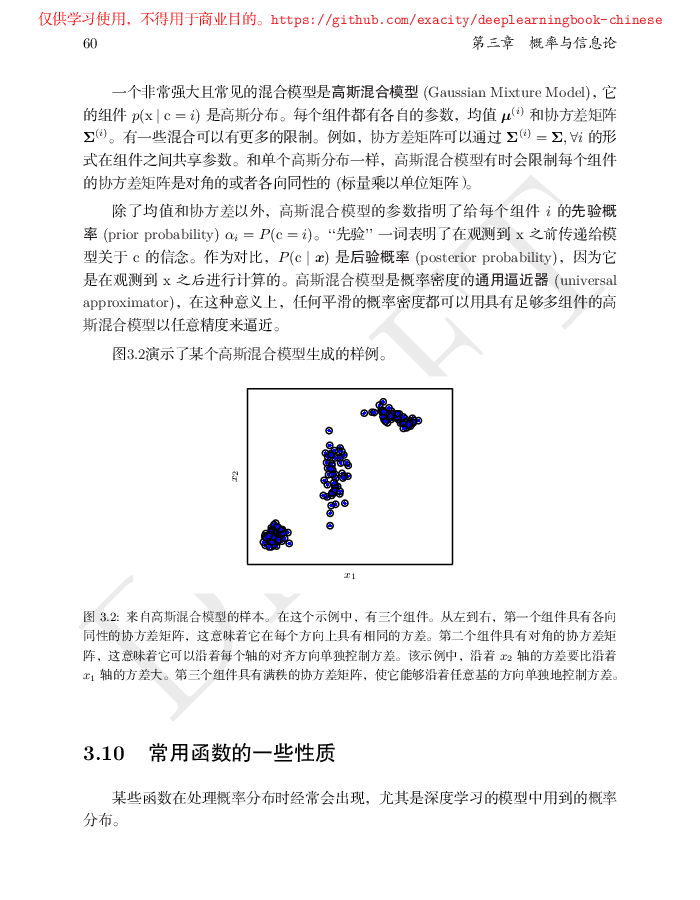 仅供学习使用，不得用于商业目的。https://github.com/exacity/deeplearningbook-chinese
60 第三章 概率与信息论
一个非常强大且常见的混合模型是高斯混合模型 (Gaussian Mixture Model)，它
的组件 p(x | c = i) 是高斯分布。每个组件都有各自的参数，均值 μ⁽ⁱ⁾ 和协方差矩阵
Σ⁽ⁱ⁾。有一些混合可以有更多的限制。例如，协方差矩阵可以通过 Σ⁽ⁱ⁾ = Σ, ∀i 的形
式在组件之间共享参数。和单个高斯分布一样，高斯混合模型有时会限制每个组件
的协方差矩阵是对角的或者各向同性的 (标量乘以单位矩阵)。
除了均值和协方差以外，高斯混合模型的参数指明了给每个组件 i 的先验概
率 (prior probability) αᵢ = P(c = i)。“先验” 一词表明了在观测到 x 之前传递给模
型关于 c 的信念。作为对比，P(c | x) 是后验概率 (posterior probability)，因为它
是在观测到 x 之后进行计算的。高斯混合模型是概率密度的通用逼近器 (universal
approximator)，在这种意义上，任何平滑的概率密度都可以用具有足够多组件的高
斯混合模型以任意精度来逼近。
图3.2演示了某个高斯混合模型生成的样例。
x₂
x₁
图 3.2: 来自高斯混合模型的样本。在这个示例中，有三个组件。从左到右，第一个组件具有各向
同性的协方差矩阵，这意味着它在每个方向上具有相同的方差。第二个组件具有对角的协方差矩
阵，这意味着它可以沿着每个轴的对齐方向单独控制方差。该示例中，沿着 x₂ 轴的方差要比沿着
x₁ 轴的方差大。第三个组件具有满秩的协方差矩阵，使它能够沿着任意基的方向单独地控制方差。
3.10 常用函数的一些性质
某些函数在处理概率分布时经常会出现，尤其是深度学习的模型中用到的概率
分布。
DRAFT